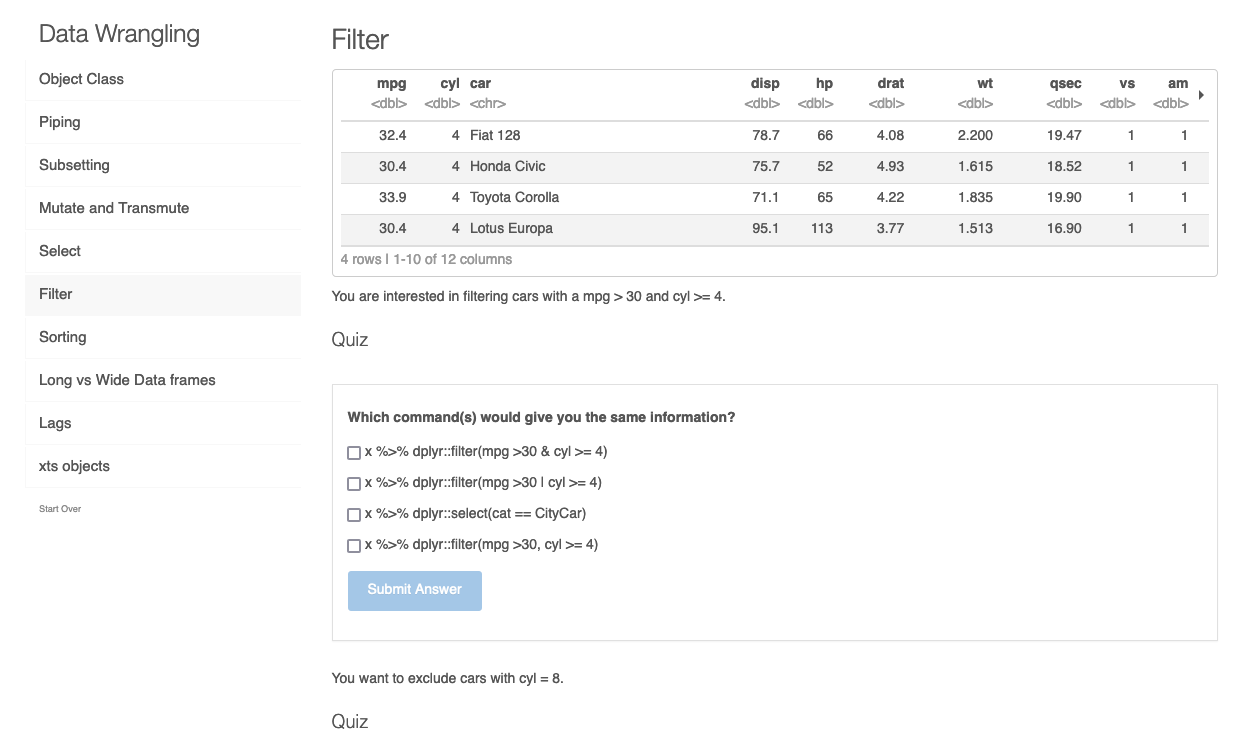 Data Wrangling
Object Class
Piping
Subsetting
Mutate and Transmute
Select
Filter
Sorting
Long vs Wide Data frames
Lags
xts objects
Start Over
Filter
mpg cyl car disp hp drat wt qsec vs am
<dbl> <dbl> <chr> <dbl> <dbl> <dbl> <dbl> <dbl> <dbl> <dbl>
32.4 4 Fiat 128 78.7 66 4.08 2.200 19.47 1 1
30.4 4 Honda Civic 75.7 52 4.93 1.615 18.52 1 1
33.9 4 Toyota Corolla 71.1 65 4.22 1.835 19.90 1 1
30.4 4 Lotus Europa 95.1 113 3.77 1.513 16.90 1 1
4 rows | 1-10 of 12 columns
You are interested in filtering cars with a mpg > 30 and cyl >= 4.
Quiz
Which command(s) would give you the same information?
x %>% dplyr::filter(mpg >30 & cyl >= 4)
x %>% dplyr::filter(mpg >30 | cyl >= 4)
x %>% dplyr::select(cat == CityCar)
x %>% dplyr::filter(mpg >30, cyl >= 4)
Submit Answer
You want to exclude cars with cyl = 8.
Quiz